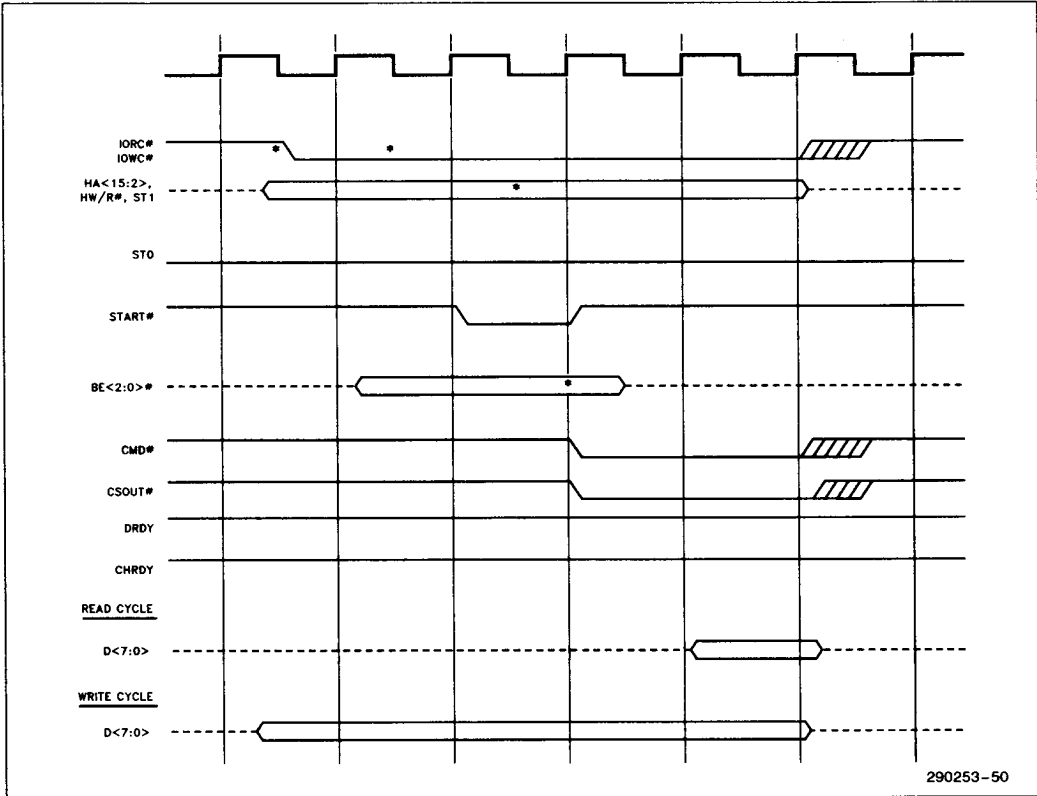 IORC#
IOWC#
HA<15:2>,
HW/R#, ST1
ST0
START#
BE<2:0>#
CMD#
CSOUT#
DRDY
CHRDY
READ CYCLE
D<7:0>
WRITE CYCLE
D<7:0>
290253-50